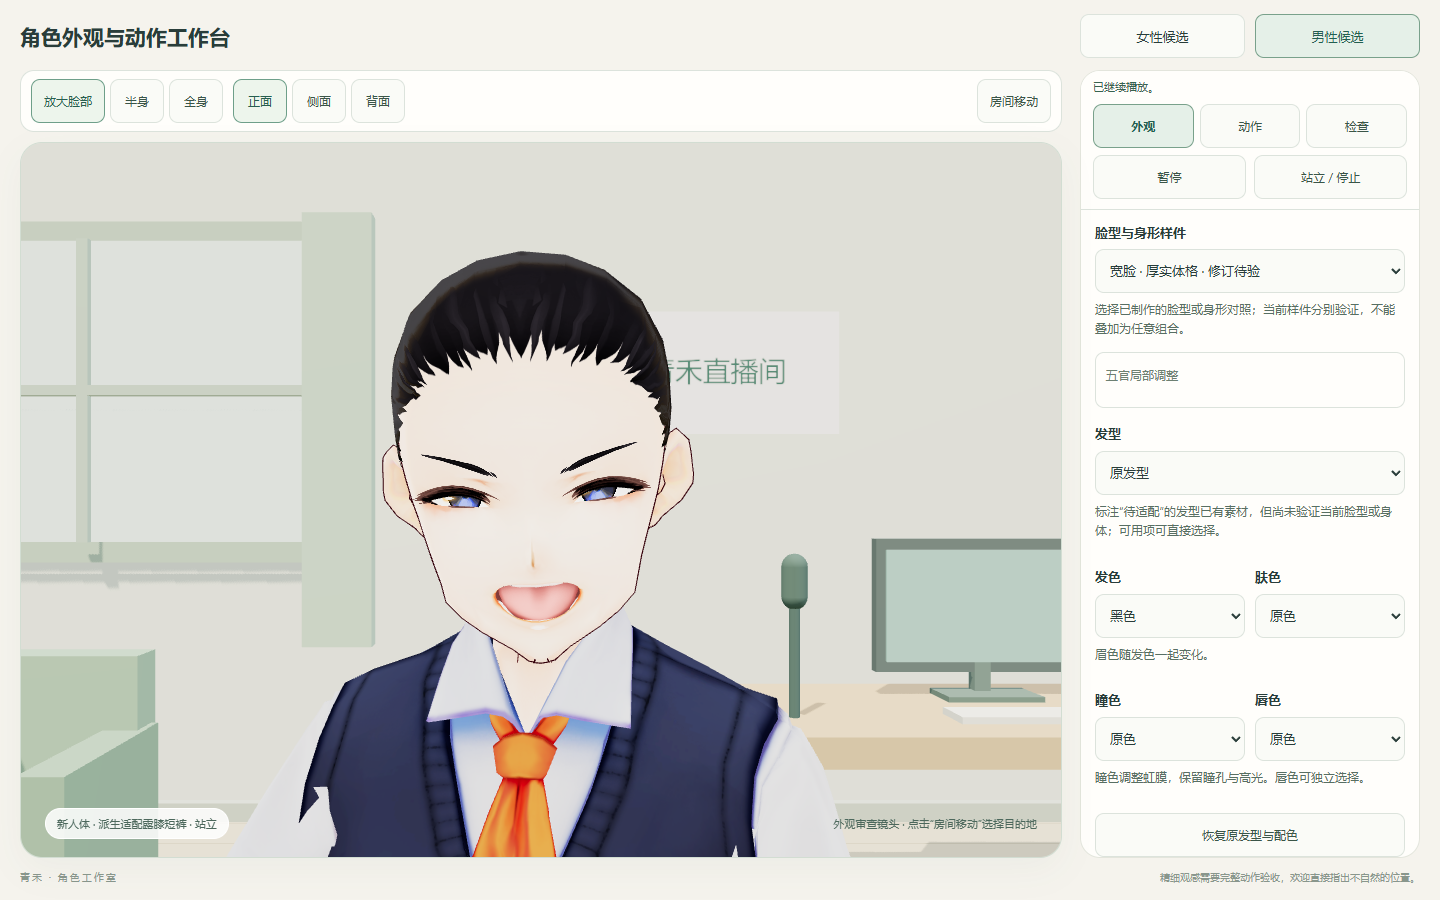 角色外观与动作工作台
女性候选
男性候选
放大脸部
半身
全身
正面
侧面
背面
房间移动
已继续播放。
外观
动作
检查
暂停
站立 / 停止
脸型与身形样件
宽脸 · 厚实体格 · 修订待验
选择已制作的脸型或身形对照；当前样件分别验证，不能
叠加为任意组合。
五官局部调整
发型
原发型
标注“待适配”的发型已有素材，但尚未验证当前脸型或身
体；可用项可直接选择。
发色
肤色
黑色
原色
眉色随发色一起变化。
瞳色
唇色
原色
原色
瞳色调整虹膜，保留瞳孔与高光。唇色可独立选择。
恢复原发型与配色
禾直播间
新人体 · 派生适配露膝短裤 · 站立
外观审查镜头 · 点击“房间移动”选择目的地
青禾 · 角色工作室
精细观感需要完整动作验收，欢迎直接指出不自然的位置。